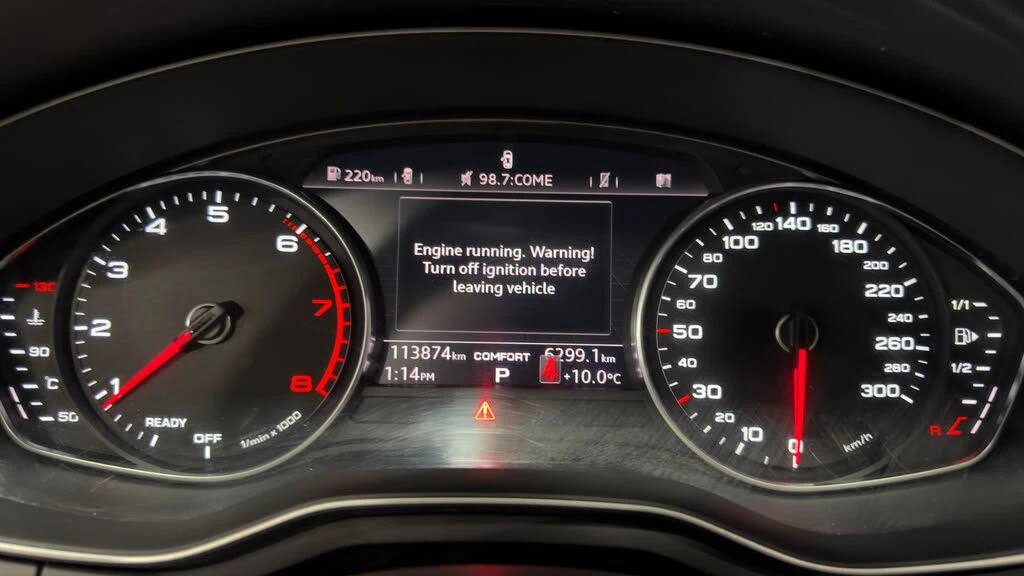 220km
98.7:COME
Engine running. Warning!
Turn off ignition before
leaving vehicle
113874km
COMFORT
6299.1km
1:14PM
P
+10.0°C
130
90
°C
50
1
2
3
4
5
6
7
8
READY
OFF
1/min x 1000
0
10
20
30
40
50
60
70
80
100
120
140
160
180
200
220
240
260
280
300
km/h
1/1
1/2
R